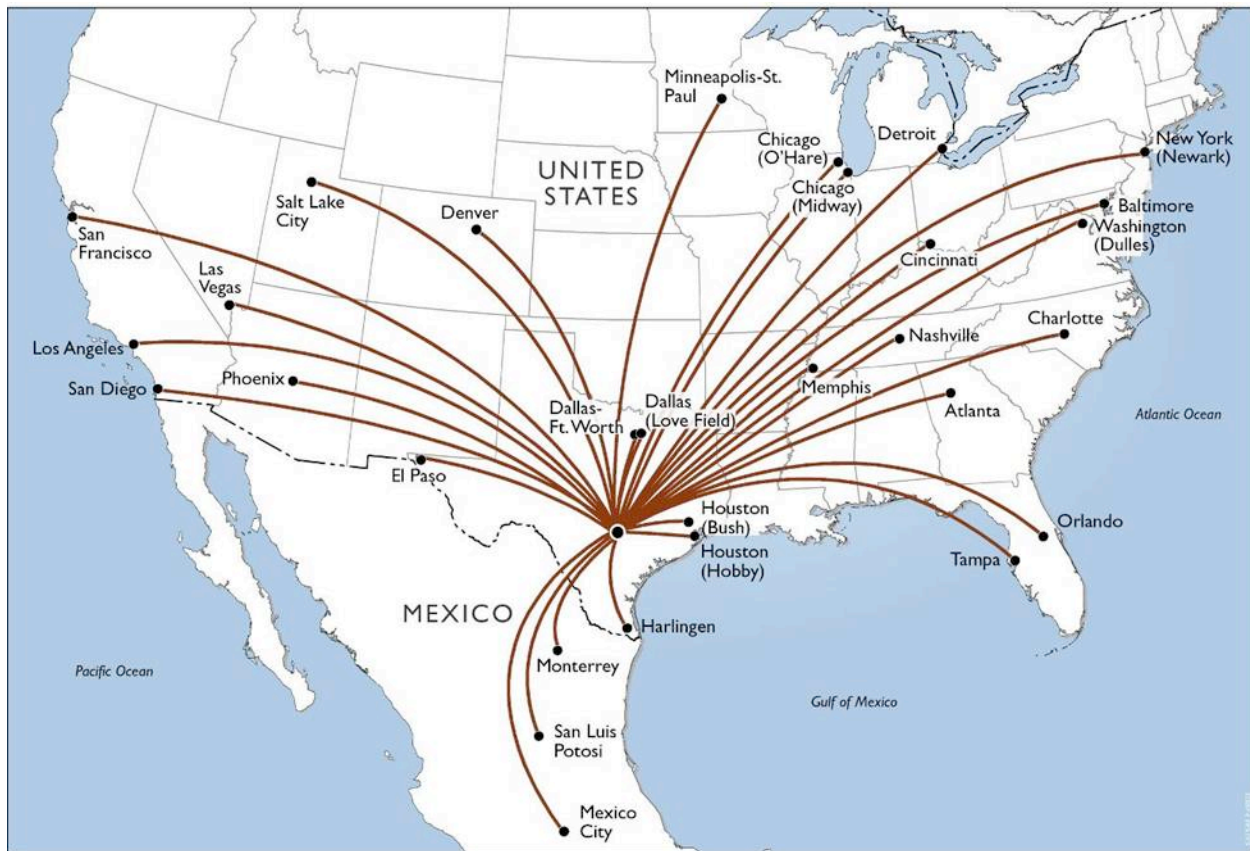 Minneapolis-St.
Paul
Detroit
Chicago
(O'Hare)
New York
(Newark)
UNITED
STATES
Chicago
(Midway)
Salt Lake
City
Denver
Baltimore
Washington
(Dulles)
San
Francisco
Cincinnati
Las
Vegas
Charlotte
Nashville
Los Angeles
Phoenix
San Diego
Memphis
Dallas
(Love Field)
Dallas-
Ft. Worth
Atlanta
Atlantic Ocean
El Paso
Houston
(Bush)
Orlando
Houston
(Hobby)
Tampa
MEXICO
Harlingen
Monterrey
Pacific Ocean
Gulf of Mexico
San Luis
Potosi
Mexico
City